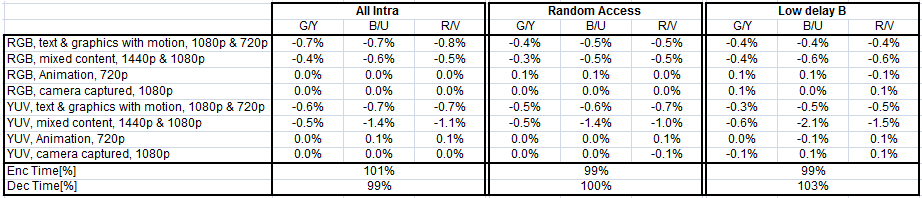 All Intra Random Access Low delay B
G/Y B/U R/V G/Y B/U R/V G/Y B/U R/V
RGB, text & graphics with motion, 1080p & 720p -0.7% -0.7% -0.8% -0.4% -0.5% -0.5% -0.4% -0.4% -0.4%
RGB, mixed content, 1440p & 1080p -0.4% -0.6% -0.5% -0.3% -0.5% -0.5% -0.4% -0.6% -0.6%
RGB, Animation, 720p 0.0% 0.0% 0.0% 0.1% 0.1% 0.0% 0.1% 0.1% -0.1%
RGB, camera captured, 1080p 0.0% 0.0% 0.0% 0.0% 0.0% 0.0% 0.1% 0.0% 0.1%
YUV, text & graphics with motion, 1080p & 720p -0.6% -0.7% -0.7% -0.5% -0.6% -0.7% -0.3% -0.5% -0.5%
YUV, mixed content, 1440p & 1080p -0.5% -1.4% -1.1% -0.5% -1.4% -1.0% -0.6% -2.1% -1.5%
YUV, Animation, 720p 0.0% 0.1% 0.1% 0.0% 0.0% 0.1% 0.0% -0.1% 0.1%
YUV, camera captured, 1080p 0.0% 0.0% 0.0% 0.0% 0.0% -0.1% -0.1% 0.1% 0.1%
Enc Time[%] 101% 99% 99%
Dec Time[%] 99% 100% 103%